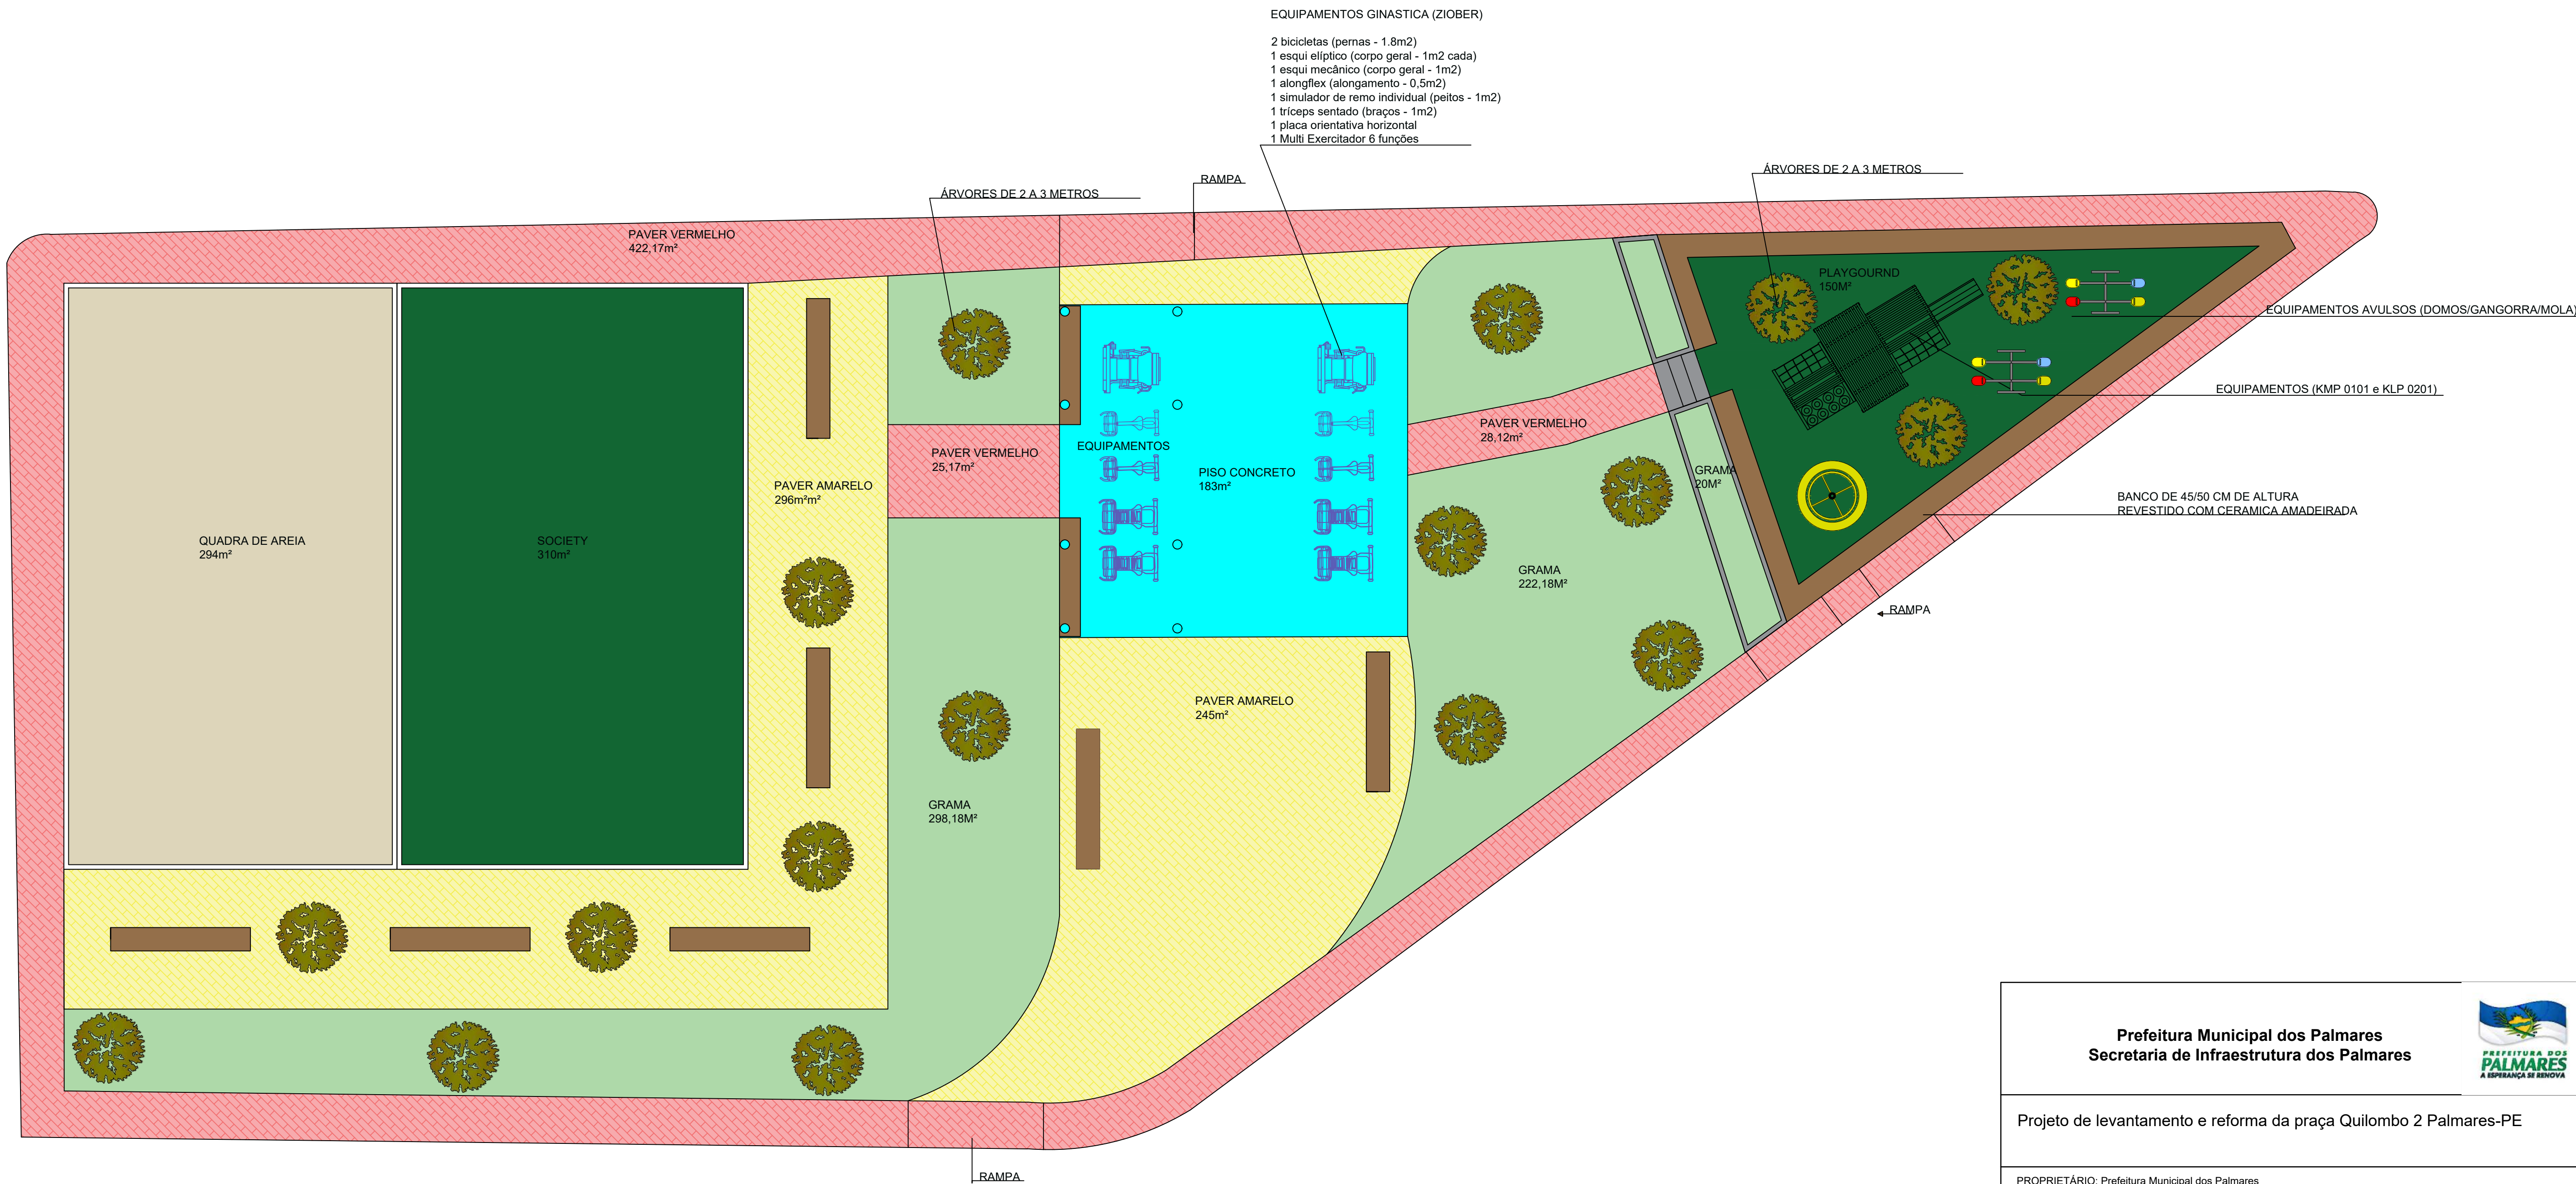 EQUIPAMENTOS GINASTICA (ZIOBER)
2 bicicletas (pernas - 1.8m2)
1 esqui elíptico (corpo geral - 1m2 cada)
1 esqui mecânico (corpo geral - 1m2)
1 alongflex (alongamento - 0,5m2)
1 simulador de remo individual (peitos - 1m2)
1 tríceps sentado (braços - 1m2)
1 placa orientativa horizontal
1 Multi Exercitador 6 funções
ÁRVORES DE 2 A 3 METROS
RAMPA
ÁRVORES DE 2 A 3 METROS
PAVER VERMELHO
422,17m²
PLAYGOURND
150M²
EQUIPAMENTOS AVULSOS (DOMOS/GANGORRA/MOLA)
EQUIPAMENTOS (KMP 0101 e KLP 0201)
PAVER VERMELHO
28,12m²
PAVER VERMELHO
25,17m²
EQUIPAMENTOS
PISO CONCRETO
183m²
GRAMA
20M²
PAVER AMARELO
296m²m²
BANCO DE 45/50 CM DE ALTURA
REVESTIDO COM CERAMICA AMADEIRADA
QUADRA DE AREIA
294m²
SOCIETY
310m²
GRAMA
222,18M²
RAMPA
PAVER AMARELO
245m²
GRAMA
298,18M²
RAMPA
Prefeitura Municipal dos Palmares
Secretaria de Infraestrutura dos Palmares
PREFEITURA DOS
PALMARES
A ESPERANÇA SE RENOVA
Projeto de levantamento e reforma da praça Quilombo 2 Palmares-PE
PROPRIETÁRIO: Prefeitura Municipal dos Palmares